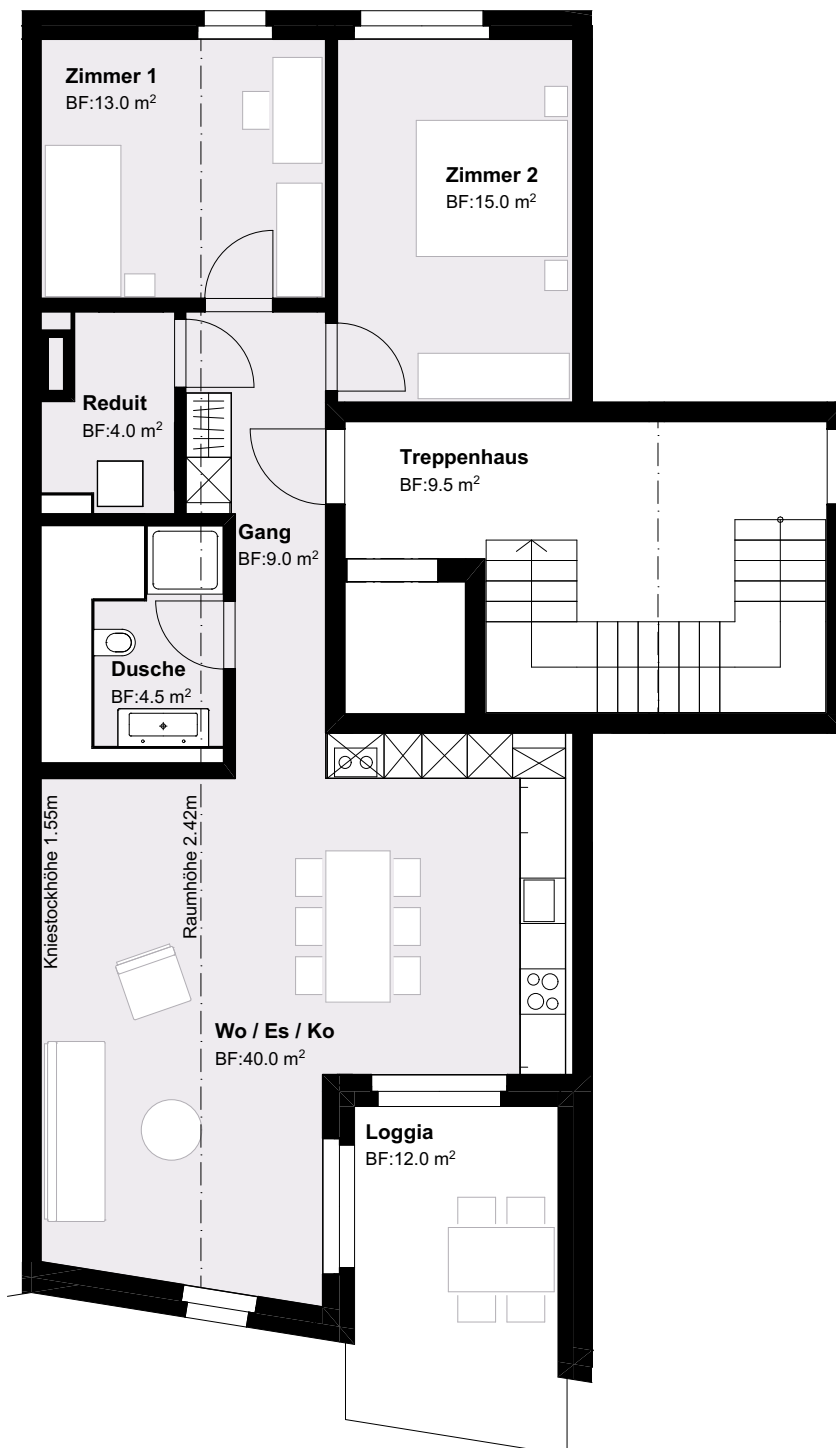 Zimmer 1
BF:13.0 m²
Zimmer 2
BF:15.0 m²
Reduit
BF:4.0 m²
Treppenhaus
BF:9.5 m²
Gang
BF:9.0 m²
Dusche
BF:4.5 m²
Kniestockhöhe 1.55m
Raumhöhe 2.42m
Wo / Es / Ko
BF:40.0 m²
Loggia
BF:12.0 m²